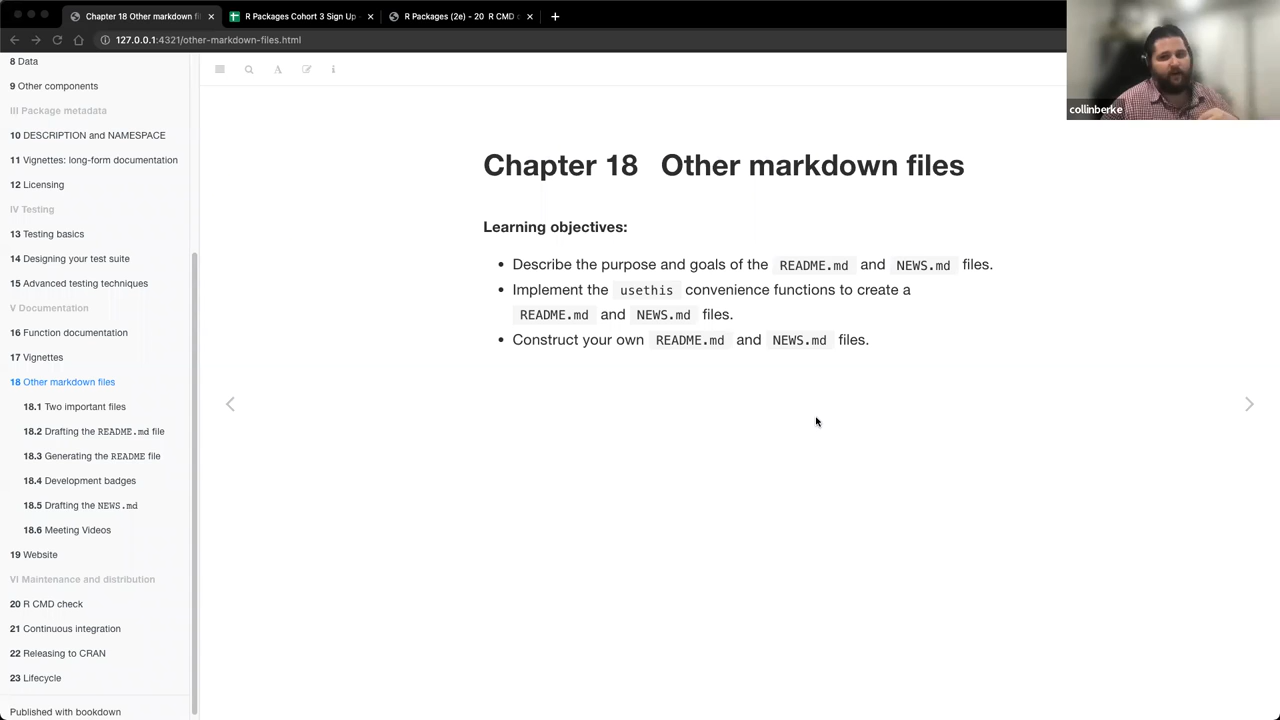 Chapter 18 Other markdown fil
R Packages Cohort 3 Sign Up
R Packages (2e) - 20 R CMD
127.0.0.1:4321/other-markdown-files.html
collinberke
8 Data
9 Other components
III Package metadata
10 DESCRIPTION and NAMESPACE
11 Vignettes: long-form documentation
12 Licensing
IV Testing
13 Testing basics
14 Designing your test suite
15 Advanced testing techniques
V Documentation
16 Function documentation
17 Vignettes
18 Other markdown files
18.1 Two important files
18.2 Drafting the README.md file
18.3 Generating the README file
18.4 Development badges
18.5 Drafting the NEWS.md
18.6 Meeting Videos
19 Website
VI Maintenance and distribution
20 R CMD check
21 Continuous integration
22 Releasing to CRAN
23 Lifecycle
Published with bookdown
Chapter 18 Other markdown files
Learning objectives:
• Describe the purpose and goals of the README.md and NEWS.md files.
• Implement the usethis convenience functions to create a
README.md and NEWS.md files.
• Construct your own README.md and NEWS.md files.